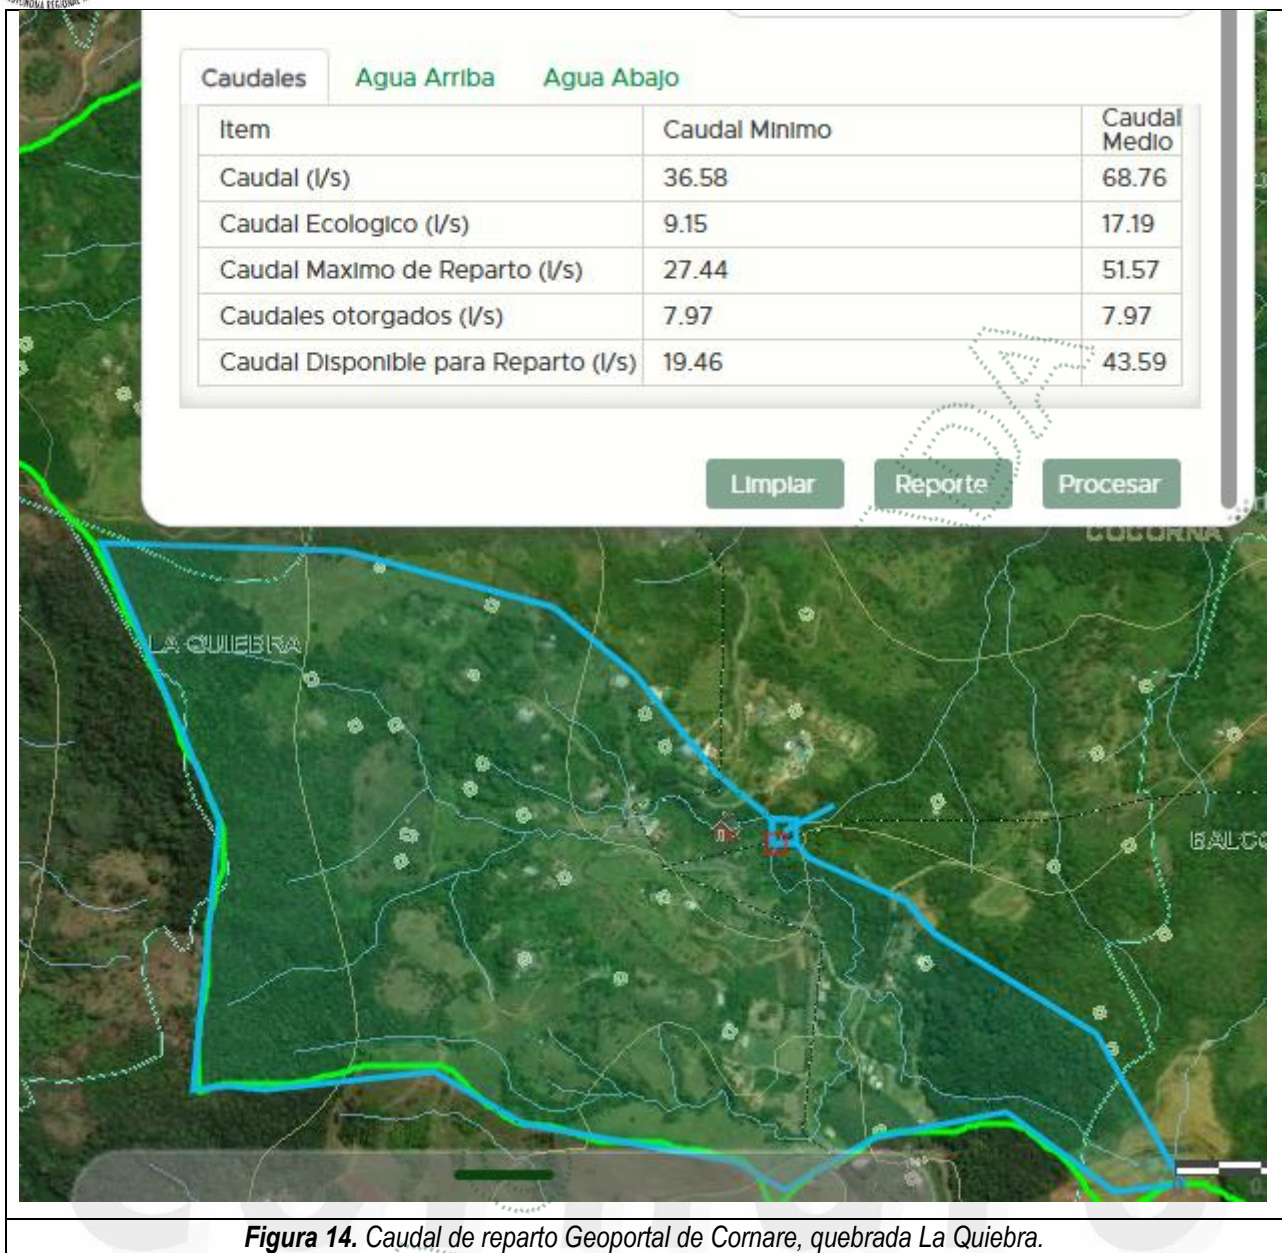 Caudales Agua Arriba Agua Abajo
Item Caudal Minimo Caudal Medio
Caudal (l/s) 36.58 68.76
Caudal Ecologico (l/s) 9.15 17.19
Caudal Maximo de Reparto (l/s) 27.44 51.57
Caudales otorgados (l/s) 7.97 7.97
Caudal Disponible para Reparto (l/s) 19.46 43.59
Limpiar Reporte Procesar
COCORNA
LA QUIEBRA
BALCO
Figura 14. Caudal de reparto Geoportal de Cornare, quebrada La Quiebra.